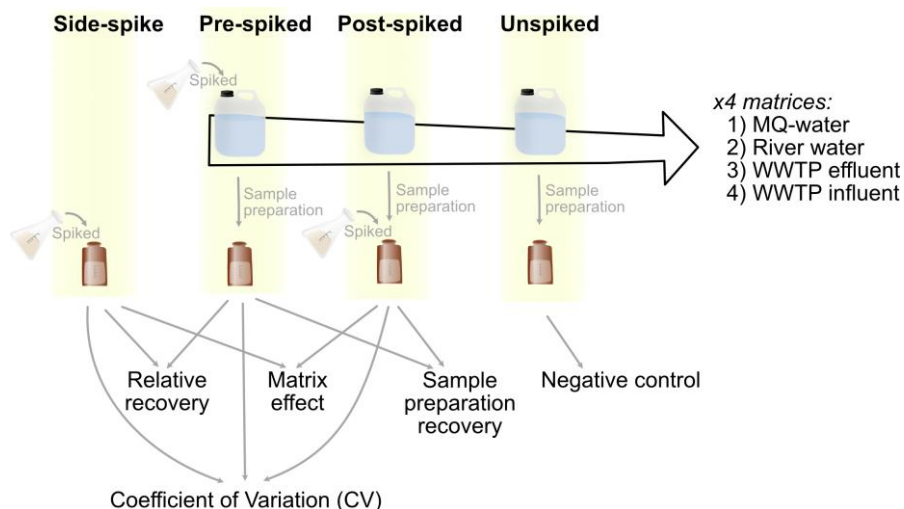 Side-spike
Pre-spiked
Post-spiked
Unspiked
Spiked
x4 matrices:
1) MQ-water
2) River water
3) WWTP effluent
4) WWTP influent
Sample
preparation
Sample
preparation
Sample
preparation
Spiked
Spiked
Relative
recovery
Matrix
effect
Sample
preparation
recovery
Negative control
Coefficient of Variation (CV)